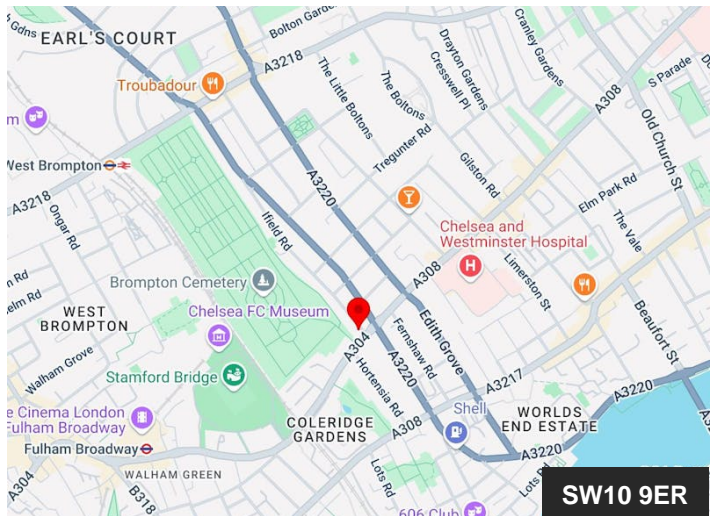 Bolton Gardens
Gdns
EARL'S COURT
A3218
Drayton Gardens
Cresswell Pl
Cranley Gardens
A308
S Parade
Troubadour
The Little Boltons
The Boltons
Old Church St
Tregunter Rd
Gilston Rd
West Brompton
A3220
A3218
Ongar Rd
Ifield Rd
Elm Park Rd
The Vale
Chelsea and
Westminster Hospital
A308
Limerston St
Brompton Cemetery
Chelsea FC Museum
WEST
BROMPTON
Edith Grove
Beaufort St
A304
Fernshaw Rd
A3220
Walham Grove
Stamford Bridge
Hortensia Rd
A3217
A3220
Cinema London
Fulham Broadway
COLERIDGE
GARDENS
A308
Shell
WORLDS
END ESTATE
Fulham Broadway
A3220
Lots Rd
Lots Rd
WALHAM GREEN
A304
B318
606 Club
SW10 9ER